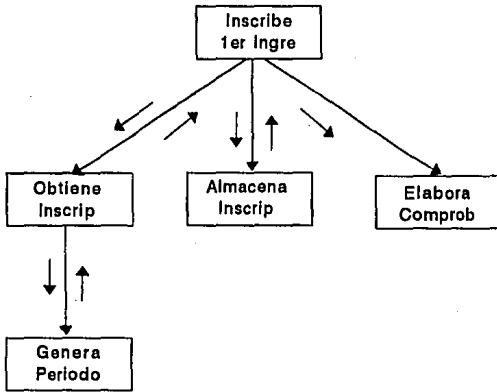 Inscribe
1er Ingre
Obtiene
Inscrip
Almacena
Inscrip
Elabora
Comprob
Genera
Periodo